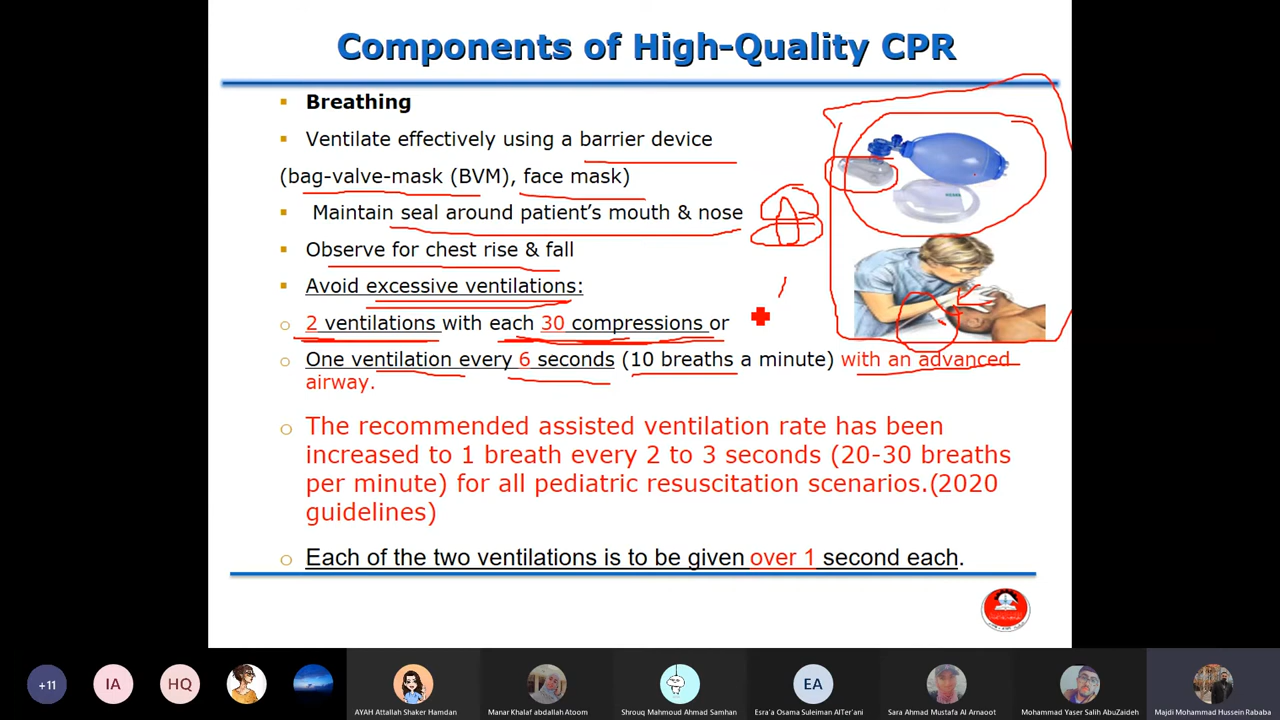 Components of High-Quality CPR
Breathing
Ventilate effectively using a barrier device
(bag-valve-mask (BVM), face mask)
Maintain seal around patient's mouth & nose
Observe for chest rise & fall
Avoid excessive ventilations:
2 ventilations with each 30 compressions or
One ventilation every 6 seconds (10 breaths a minute) with an advanced
airway.
The recommended assisted ventilation rate has been
increased to 1 breath every 2 to 3 seconds (20-30 breaths
per minute) for all pediatric resuscitation scenarios.(2020
guidelines)
Each of the two ventilations is to be given over 1 second each.
+11
IA
HQ
AYAH Attallah Shaker Hamdan
Manar Khalaf abdallah Atoom
Shrouq Mahmoud Ahmad Samhan
EA
Esra'a Osama Suleiman AlTer'ani
Sara Ahmad Mustafa Al Arnaoot
Mohammad Yaser Salih AbuZaideh
Majdi Mohammad Hussein Rababa